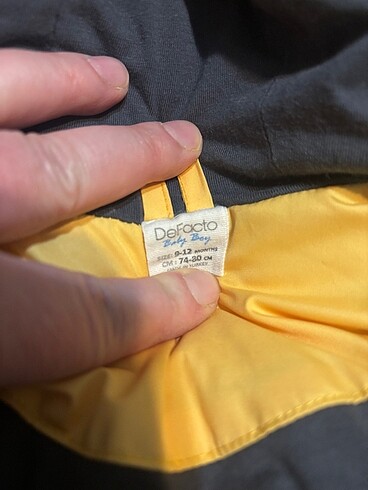 DeFacto
Baby Boy
SIZE: 9-12 MONTHS
CM: 74-80 CM
MADE IN TURKEY